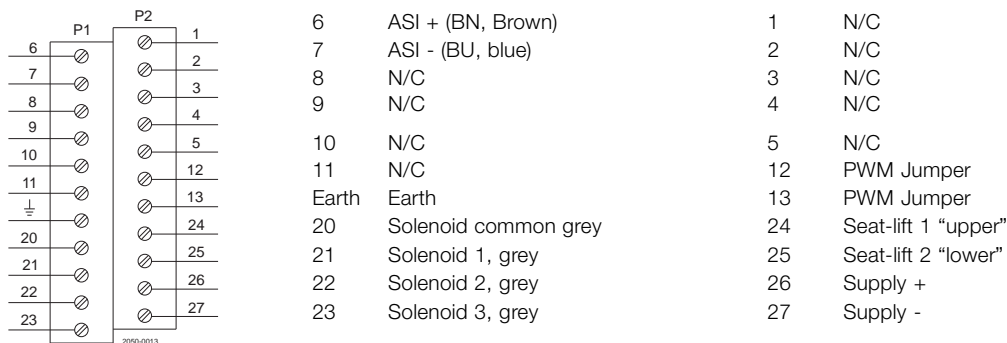 P1
P2
6
7
8
9
10
11
20
21
22
23
1
2
3
4
5
12
13
24
25
26
27
2050-0013
6 ASI + (BN, Brown) 1 N/C
7 ASI - (BU, blue) 2 N/C
8 N/C 3 N/C
9 N/C 4 N/C
10 N/C 5 N/C
11 N/C 12 PWM Jumper
Earth Earth 13 PWM Jumper
20 Solenoid common grey 24 Seat-lift 1 “upper”
21 Solenoid 1, grey 25 Seat-lift 2 “lower”
22 Solenoid 2, grey 26 Supply +
23 Solenoid 3, grey 27 Supply -